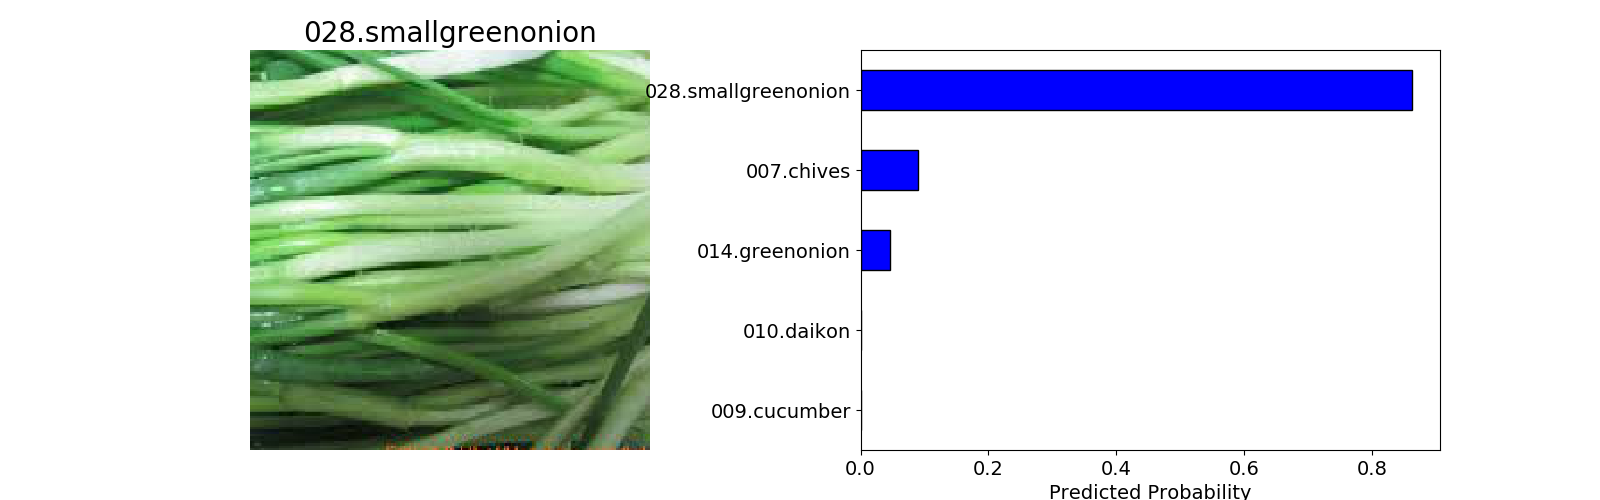 028.smallgreenonion
028.smallgreenonion
007.chives
014.greenonion
010.daikon
009.cucumber
0.0 0.2 0.4 0.6 0.8
Predicted Probability